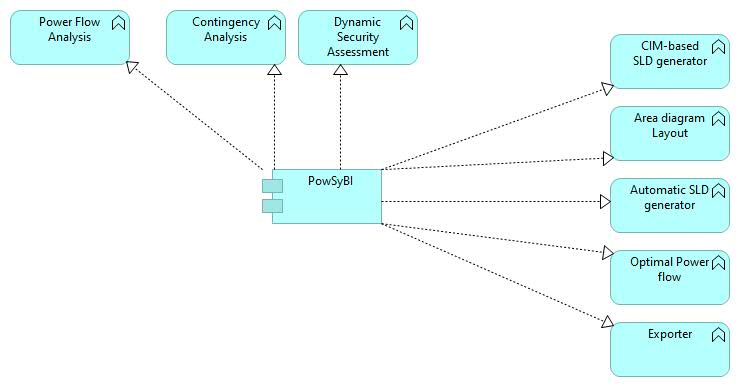 Power Flow
Analysis
Contingency
Analysis
Dynamic
Security
Assessment
CIM-based
SLD generator
Area diagram
Layout
PowSyBl
Automatic SLD
generator
Optimal Power
flow
Exporter